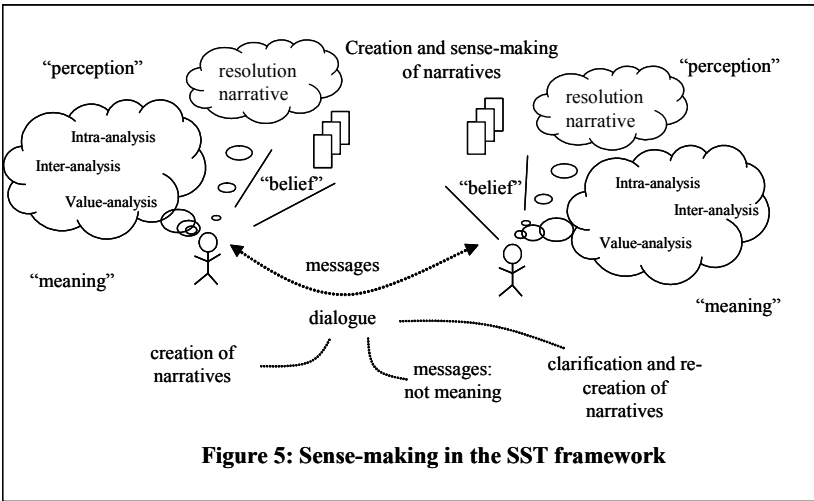 “perception”
resolution
narrative
Creation and sense-making
of narratives
“perception”
resolution
narrative
Intra-analysis
Inter-analysis
Value-analysis
“belief”
“belief”
Intra-analysis
Inter-analysis
Value-analysis
“meaning”
messages
“meaning”
dialogue
creation of
narratives
messages:
not meaning
clarification and re-
creation of
narratives
Figure 5: Sense-making in the SST framework